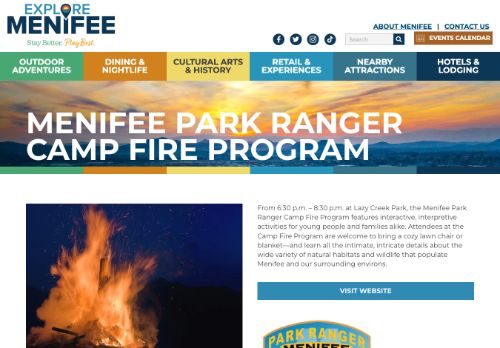 EXPLORE
MENIFEE
Stay Better. Play Best.
ABOUT MENIFEE | CONTACT US
Search
EVENTS CALENDAR
OUTDOOR
ADVENTURES
DINING &
NIGHTLIFE
CULTURAL ARTS
& HISTORY
RETAIL &
EXPERIENCES
NEARBY
ATTRACTIONS
HOTELS &
LODGING
MENIFEE PARK RANGER
CAMP FIRE PROGRAM
From 6:30 p.m. – 8:30 p.m. at Lazy Creek Park, the Menifee Park
Ranger Camp Fire Program features interactive, interpretive
activities for young people and families alike. Attendees at the
Camp Fire Program are welcome to bring a cozy lawn chair or
blanket—and learn all the intimate, intricate details about the
wide variety of natural habitats and wildlife that populate
Menifee and our surrounding environs.
VISIT WEBSITE
PARK RANGER
MENIFEE